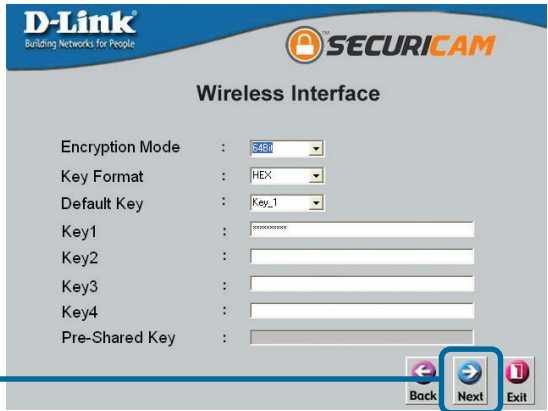 D-Link
Building Networks for People
SECURICAM™
Wireless Interface
Encryption Mode : 64Bit
Key Format : HEX
Default Key : Key_1
Key1 : **********
Key2 :
Key3 :
Key4 :
Pre-Shared Key :
Back Next Exit